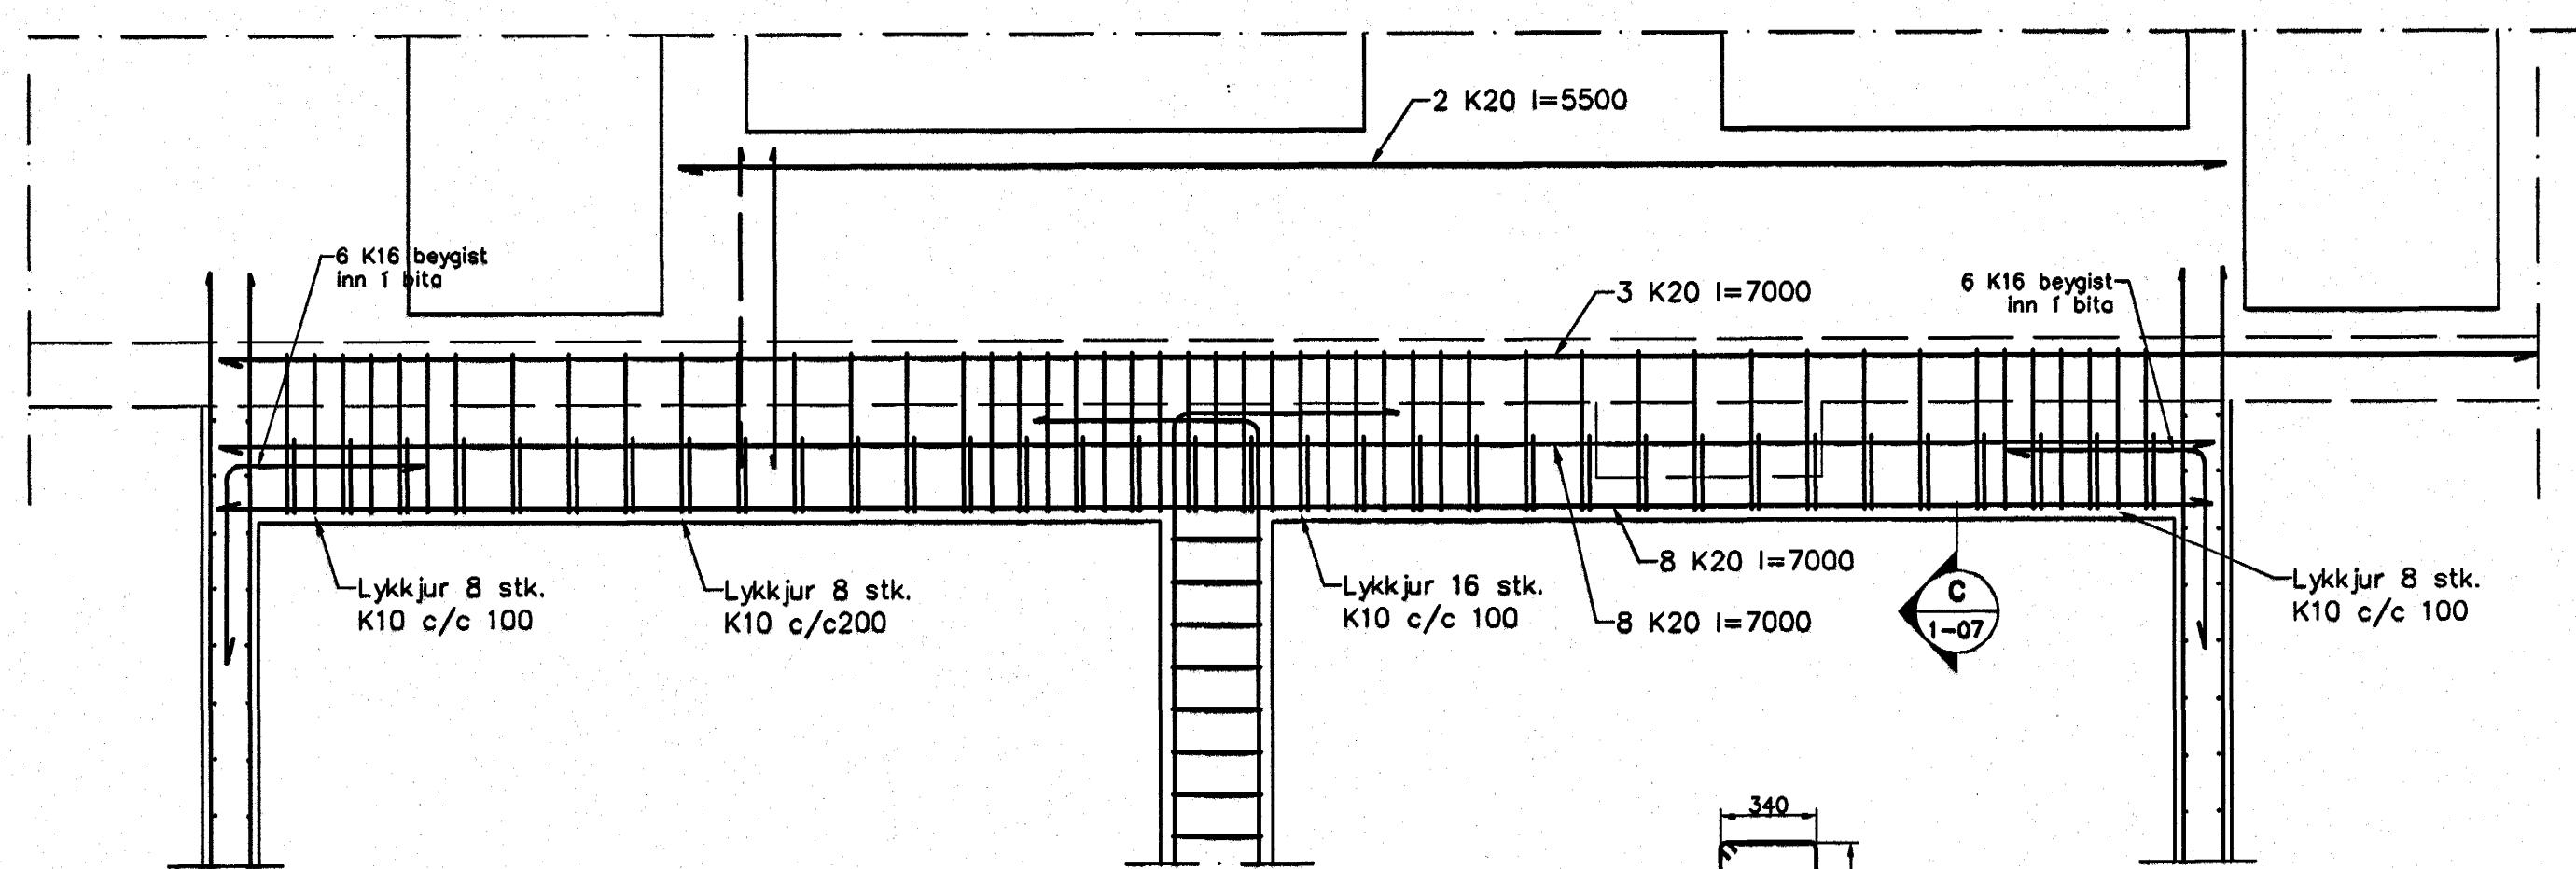 2 K20 l=5500
6 K16 beygist
inn í bita
3 K20 l=7000
6 K16 beygist
inn í bita
8 K20 l=7000
8 K20 l=7000
Lykkjur 8 stk.
K10 c/c 100
Lykkjur 8 stk.
K10 c/c200
Lykkjur 16 stk.
K10 c/c 100
C
1-07
Lykkjur 8 stk.
K10 c/c 100
340